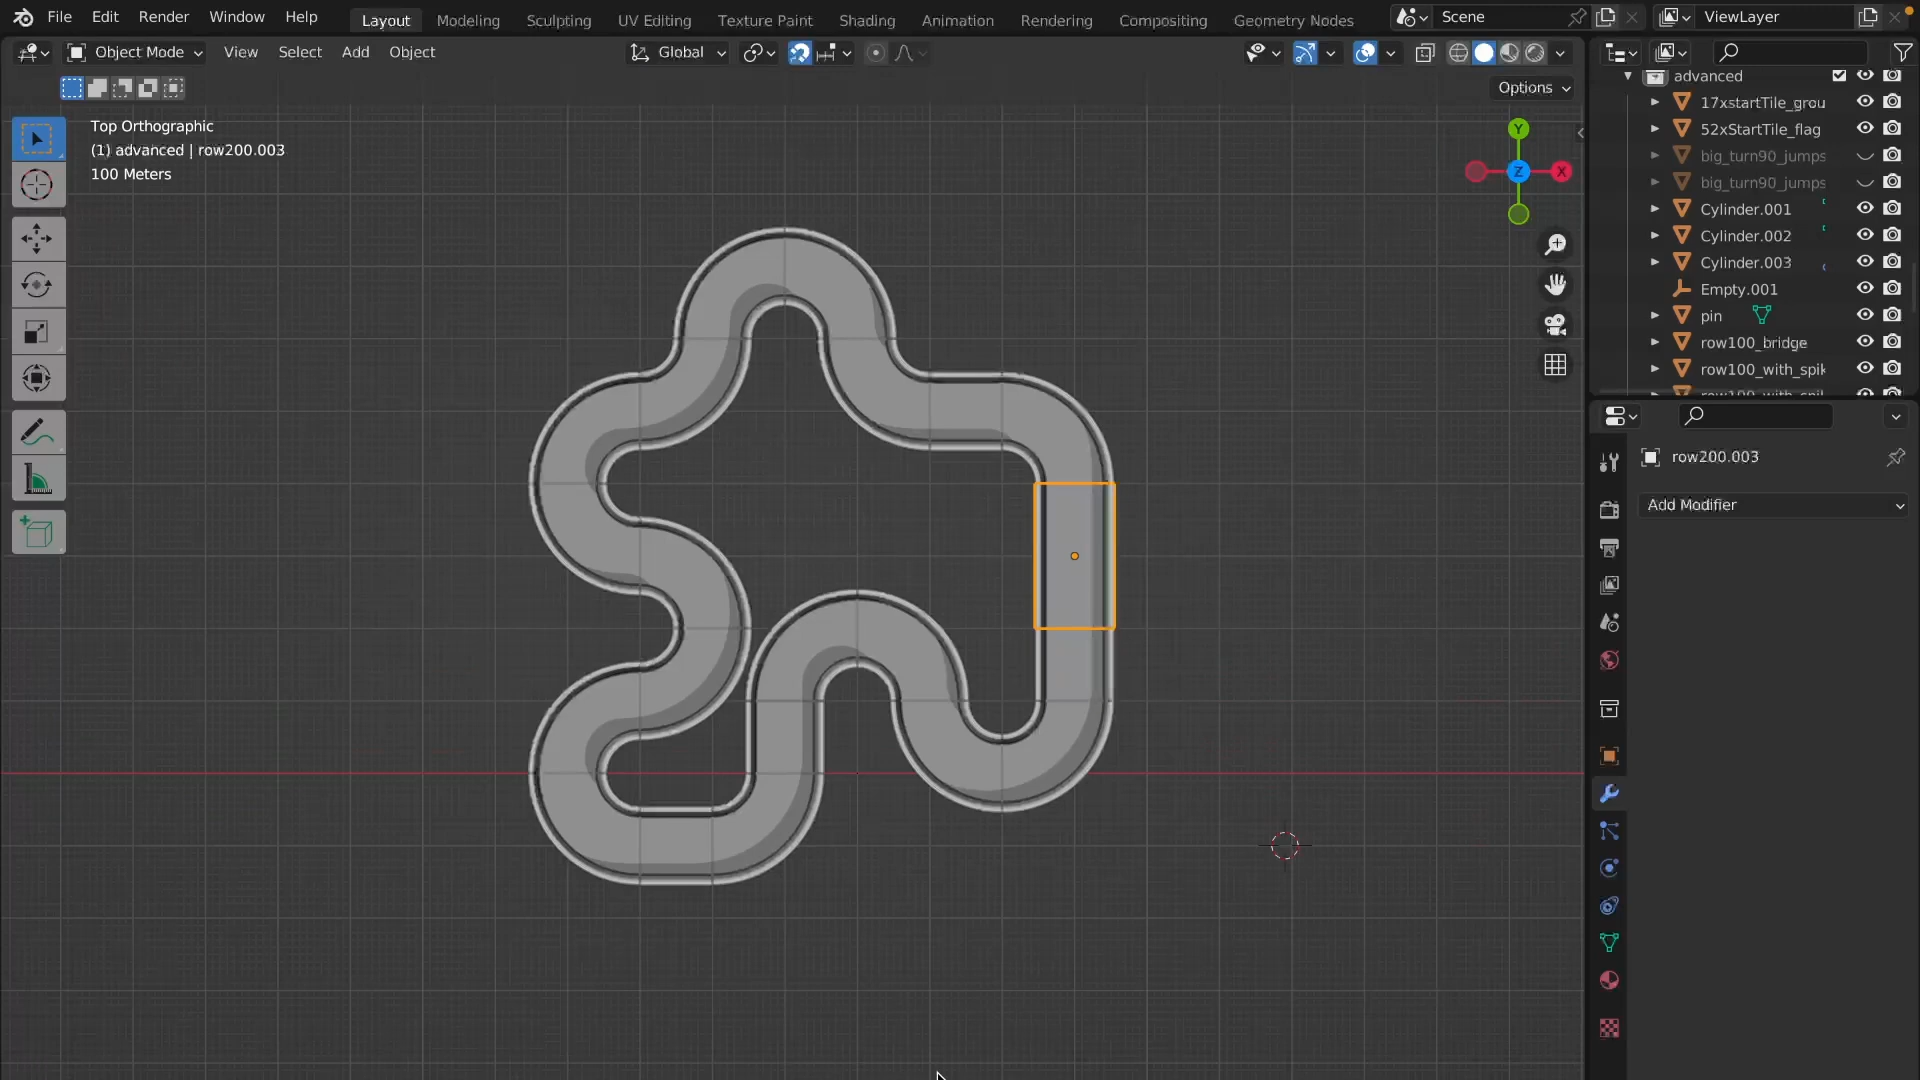 File Edit Render Window Help Layout Modeling Sculpting UV Editing Texture Paint Shading Animation Rendering Compositing Geometry Nodes Scene ViewLayer
Object Mode View Select Add Object Global
Options
Top Orthographic
(1) advanced | row200.003
100 Meters
Y
Z X
advanced
17xstartTile_grou
52xStartTile_flag
big_turn90_jumps
big_turn90_jumps
Cylinder.001
Cylinder.002
Cylinder.003
Empty.001
pin
row100_bridge
row100_with_spik
row200.003
Add Modifier